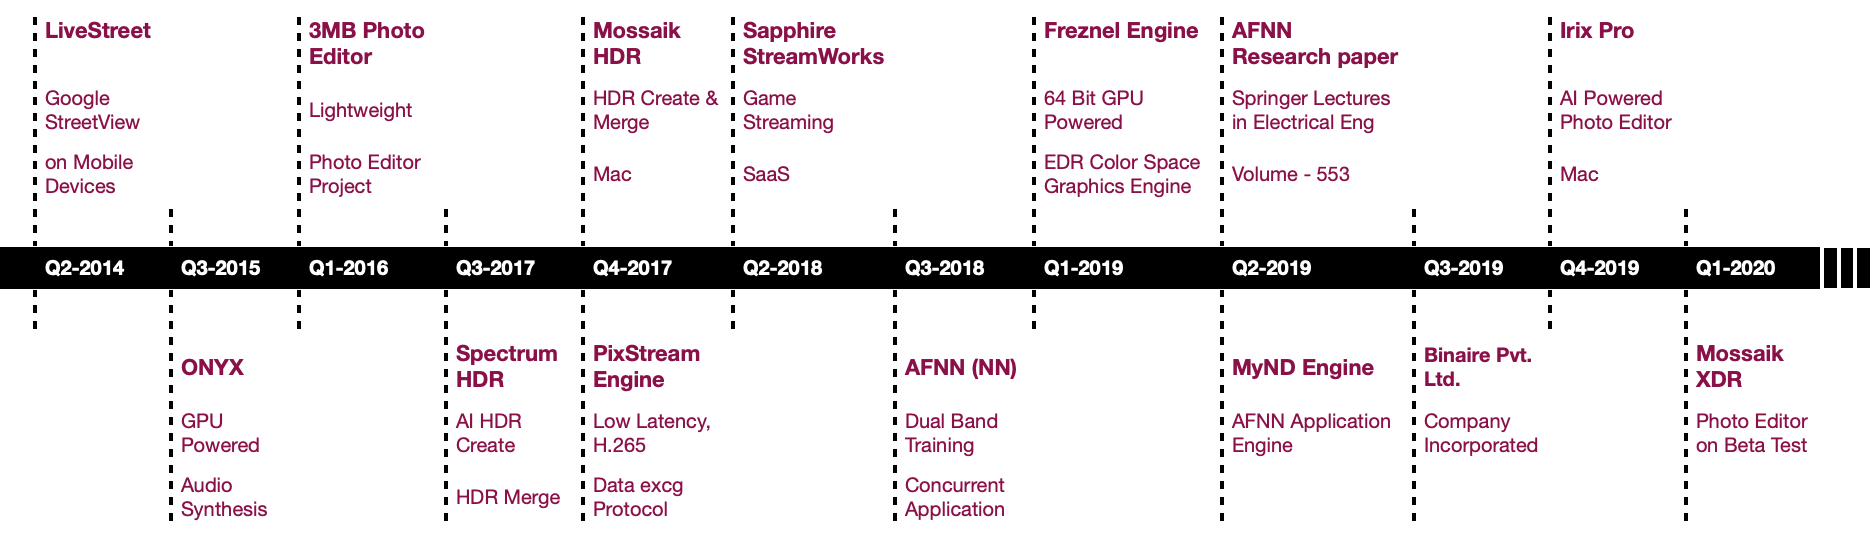 LiveStreet
Google
StreetView
on Mobile
Devices
3MB Photo
Editor
Lightweight
Photo Editor
Project
Mossaik
HDR
HDR Create &
Merge
Mac
Sapphire
StreamWorks
Game
Streaming
SaaS
Freznel Engine
64 Bit GPU
Powered
EDR Color Space
Graphics Engine
AFNN
Research paper
Springer Lectures
in Electrical Eng
Volume - 553
Irix Pro
AI Powered
Photo Editor
Mac
Q2-2014
Q3-2015
Q1-2016
Q3-2017
Q4-2017
Q2-2018
Q3-2018
Q1-2019
Q2-2019
Q3-2019
Q4-2019
Q1-2020
ONYX
GPU
Powered
Audio
Synthesis
Spectrum
HDR
AI HDR
Create
HDR Merge
PixStream
Engine
Low Latency,
H.265
Data excg
Protocol
AFNN (NN)
Dual Band
Training
Concurrent
Application
MyND Engine
AFNN Application
Engine
Binaire Pvt.
Ltd.
Company
Incorporated
Mossaik
XDR
Photo Editor
on Beta Test